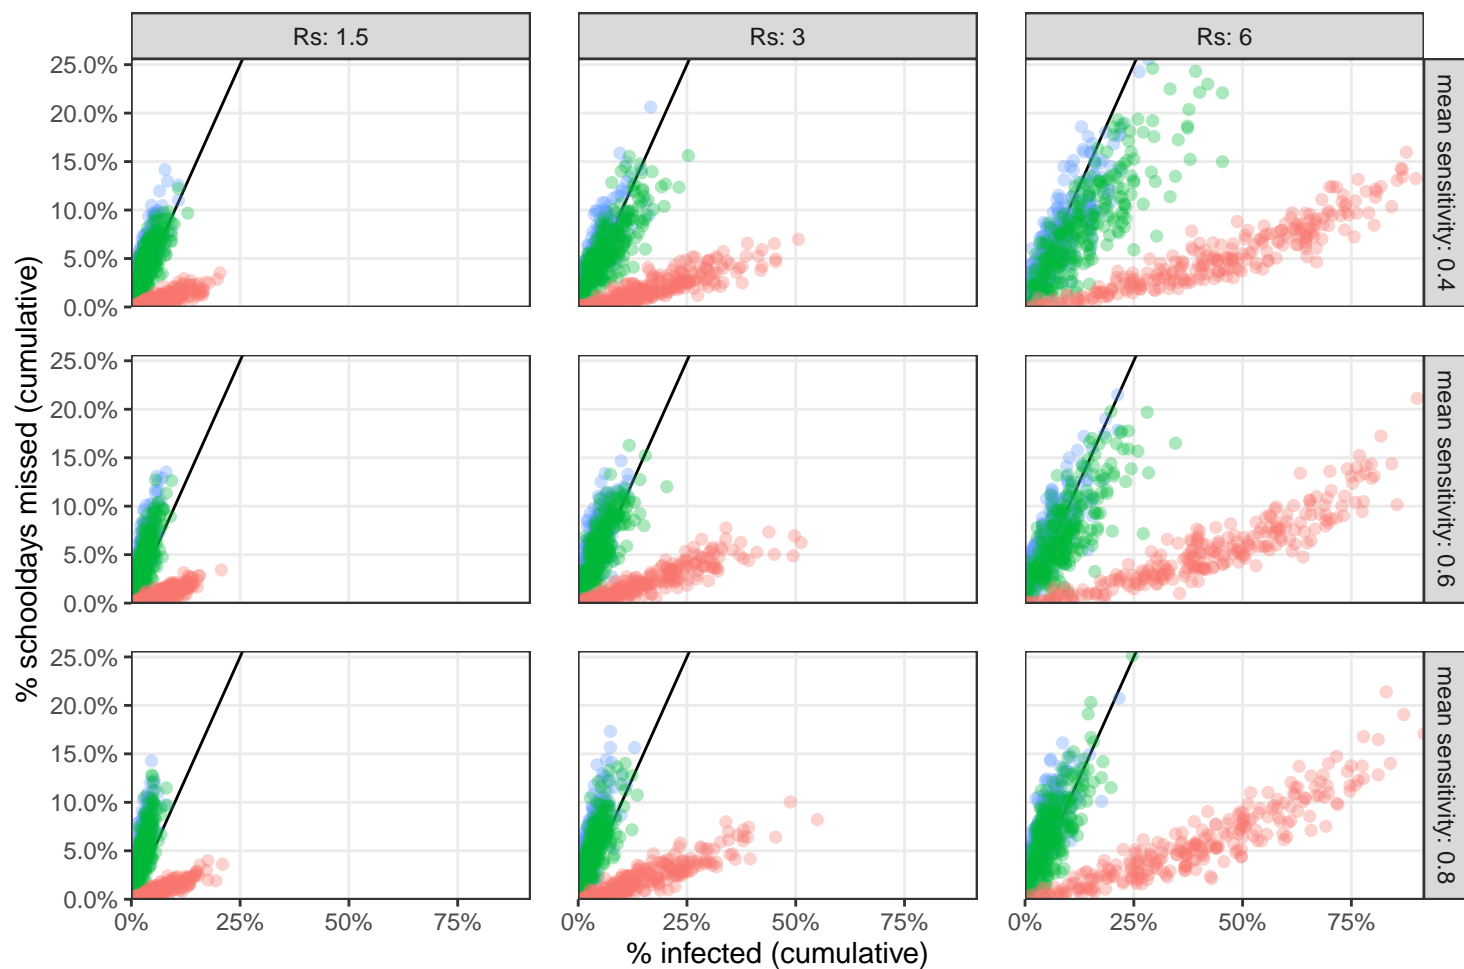 Rs: 1.5
Rs: 3
Rs: 6
25.0%
20.0%
15.0%
10.0%
5.0%
0.0%
mean sensitivity: 0.4
25.0%
20.0%
15.0%
10.0%
5.0%
0.0%
mean sensitivity: 0.6
25.0%
20.0%
15.0%
10.0%
5.0%
0.0%
mean sensitivity: 0.8
% schooldays missed (cumulative)
0% 25% 50% 75%
0% 25% 50% 75%
0% 25% 50% 75%
% infected (cumulative)